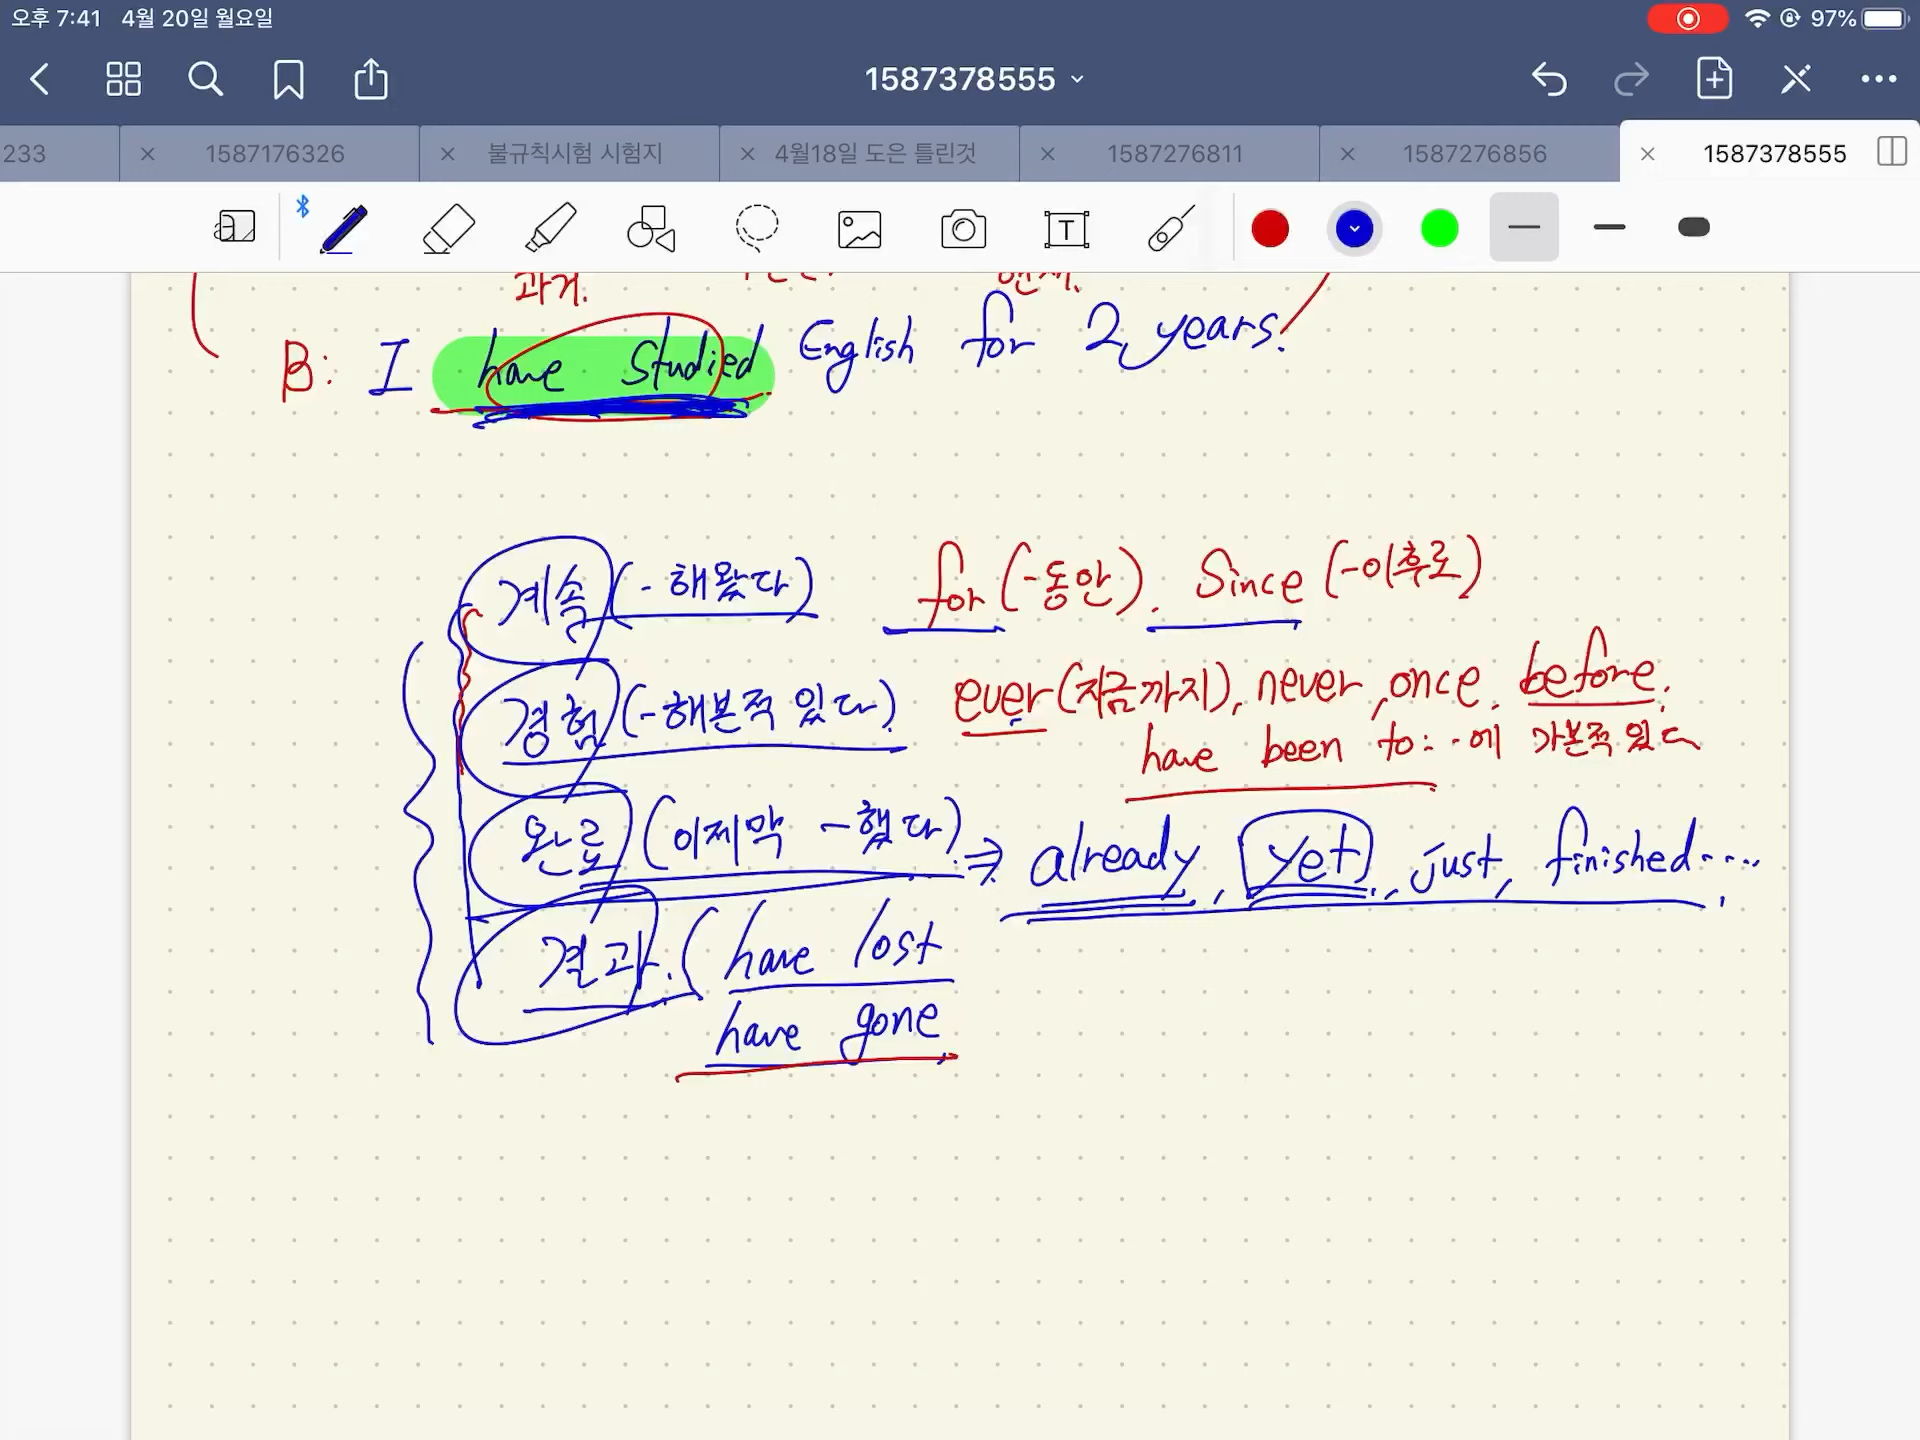 오후 7:41 4월 20일 월요일 97%
1587378555
233 1587176326 불규칙시험 시험지 4월18일 도은 틀린것 1587276811 1587276856 1587378555
과거.
B: I have studied English for 2 years.
계속 (-해왔다) for (-동안). Since (-이후로)
경험 (-해본적 있다) ever (지금까지), never, once. before.
have been to: -에 가본적 있다
완료 (이제막 -했다) ⇒ already, yet, just, finished....
결과. ( have lost
have gone